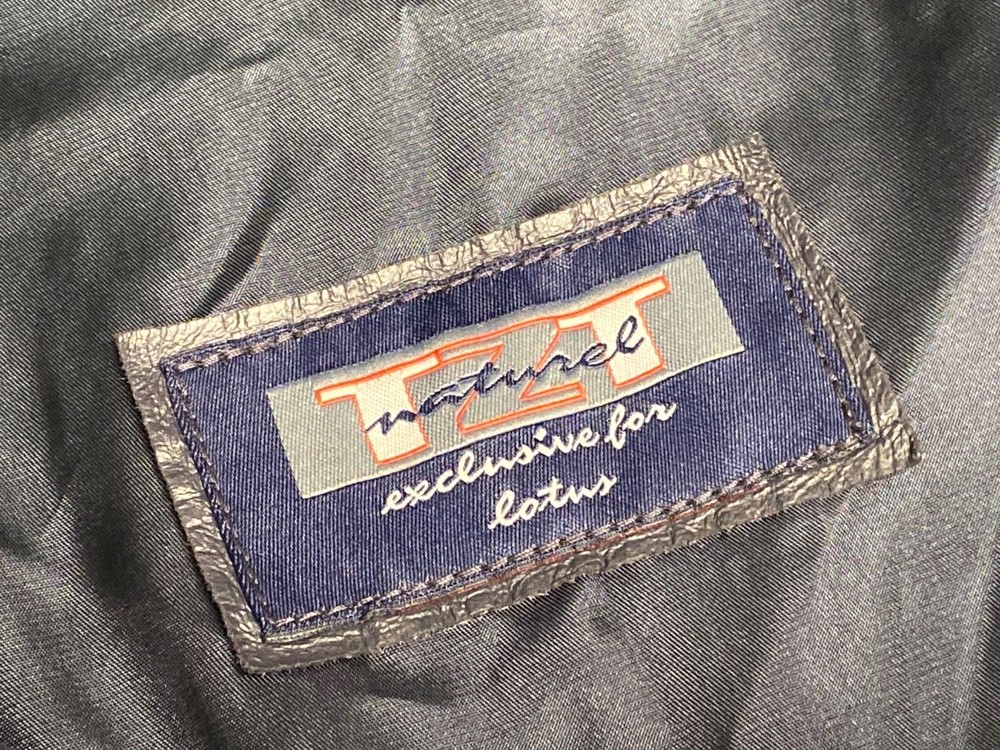 TZT
naturel
exclusive for
lotus